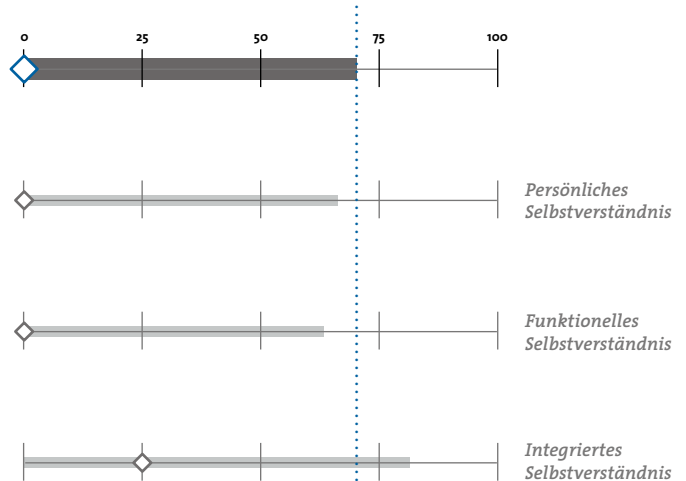 0 25 50 75 100
Persönliches
Selbstverständnis
Funktionelles
Selbstverständnis
Integriertes
Selbstverständnis